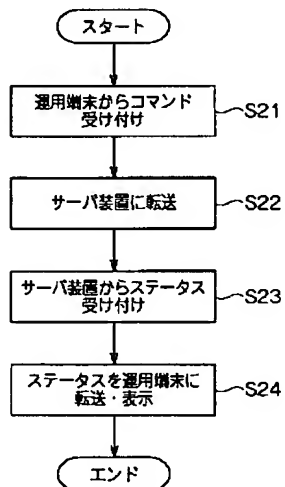 スタート
運用端末からコマンド
受け付け
S21
サーバ装置に転送
S22
サーバ装置からステータス
受け付け
S23
ステータスを運用端末に
転送・表示
S24
エンド